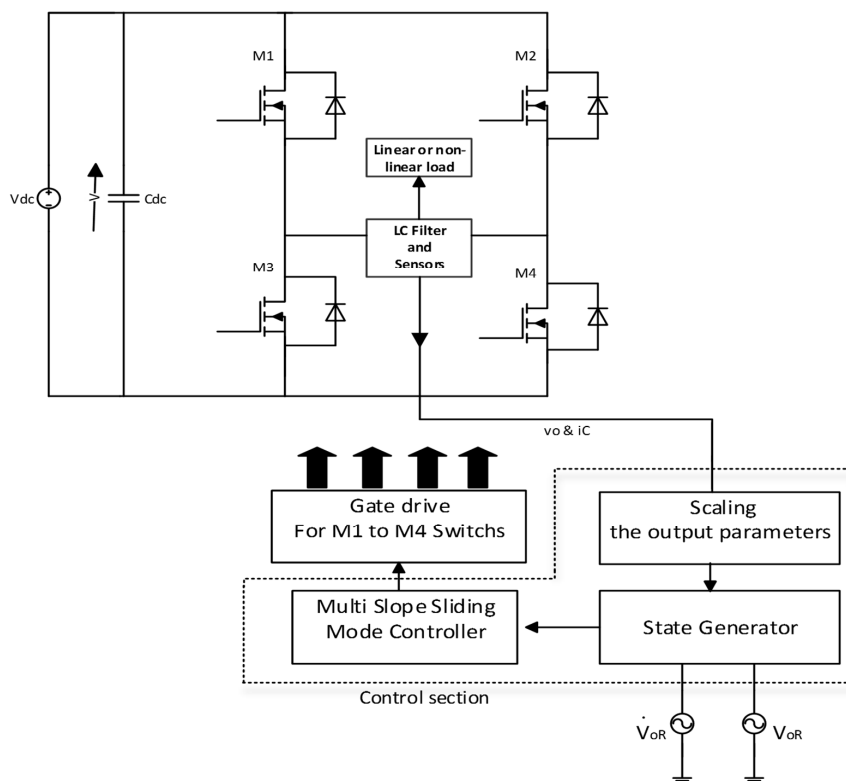 M1
M2
Linear or non-
linear load
Vdc
V
Cdc
LC Filter
and
Sensors
M3
M4
vo & iC
Gate drive
For M1 to M4 Switchs
Scaling
the output parameters
Multi Slope Sliding
Mode Controller
State Generator
Control section
V̇oR
VoR